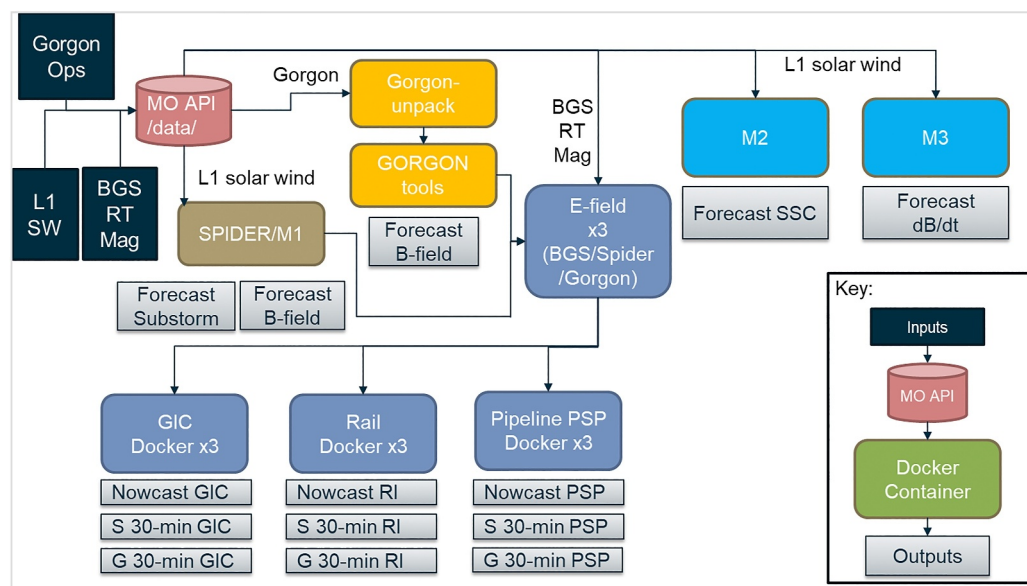 Gorgon
Ops
MO API
/data/
L1
SW
BGS
RT
Mag
Gorgon
Gorgon-
unpack
GORGON
tools
Forecast
B-field
L1 solar wind
SPIDER/M1
Forecast
Substorm
Forecast
B-field
BGS
RT
Mag
E-field
x3
(BGS/Spider
/Gorgon)
L1 solar wind
M2
Forecast SSC
M3
Forecast
dB/dt
GIC
Docker x3
Nowcast GIC
S 30-min GIC
G 30-min GIC
Rail
Docker x3
Nowcast RI
S 30-min RI
G 30-min RI
Pipeline PSP
Docker x3
Nowcast PSP
S 30-min PSP
G 30-min PSP
Key:
Inputs
MO API
Docker
Container
Outputs